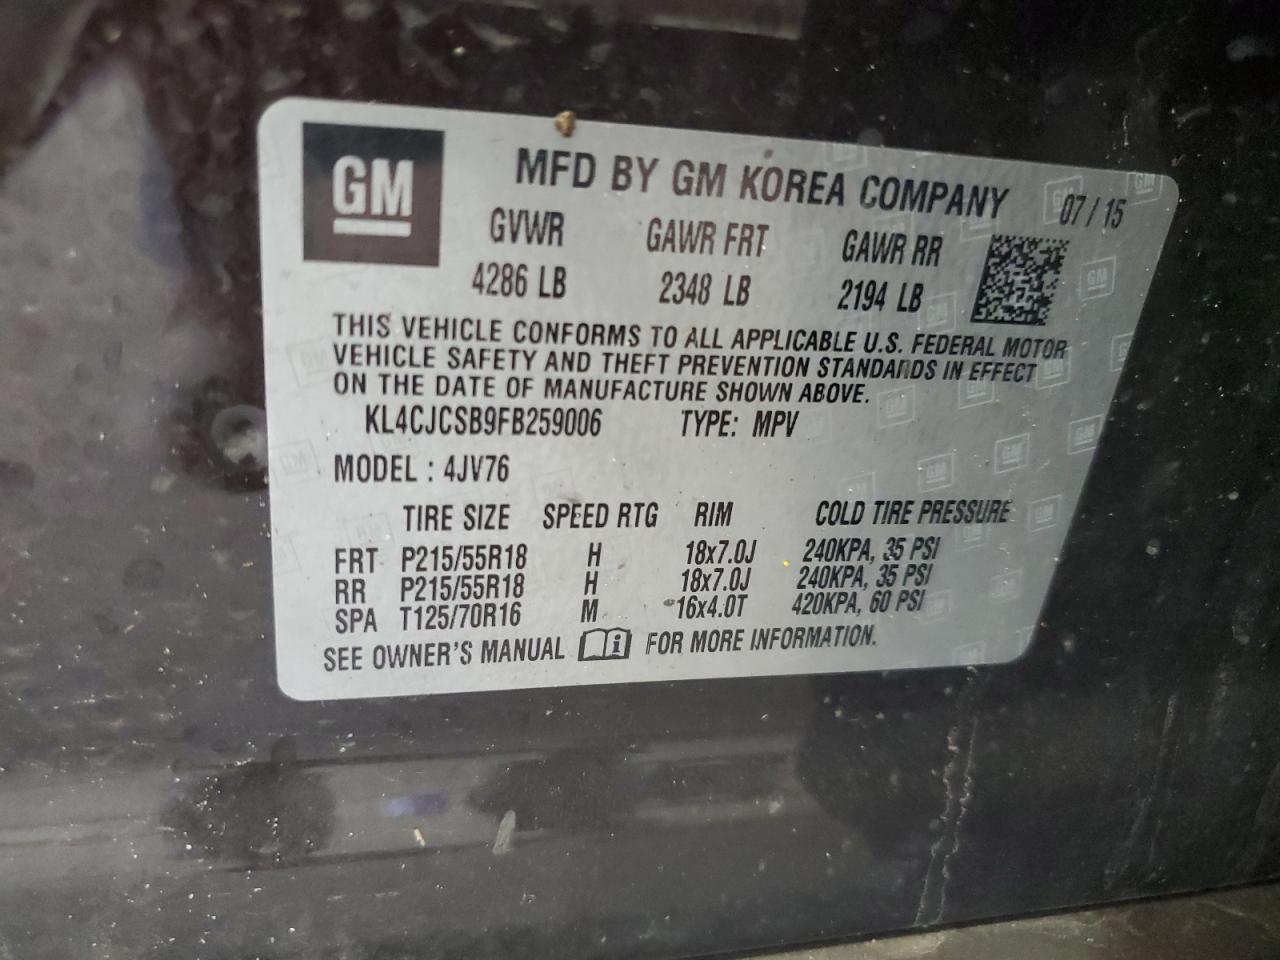 GM
MFD BY GM KOREA COMPANY 07/15
GVWR GAWR FRT GAWR RR
4286 LB 2348 LB 2194 LB
THIS VEHICLE CONFORMS TO ALL APPLICABLE U.S. FEDERAL MOTOR
VEHICLE SAFETY AND THEFT PREVENTION STANDARDS IN EFFECT
ON THE DATE OF MANUFACTURE SHOWN ABOVE.
KL4CJCSB9FB259006 TYPE: MPV
MODEL : 4JV76
TIRE SIZE SPEED RTG RIM COLD TIRE PRESSURE
FRT P215/55R18 H 18x7.0J 240KPA, 35 PSI
RR P215/55R18 H 18x7.0J 240KPA, 35 PSI
SPA T125/70R16 M 16x4.0T 420KPA, 60 PSI
SEE OWNER'S MANUAL i FOR MORE INFORMATION.